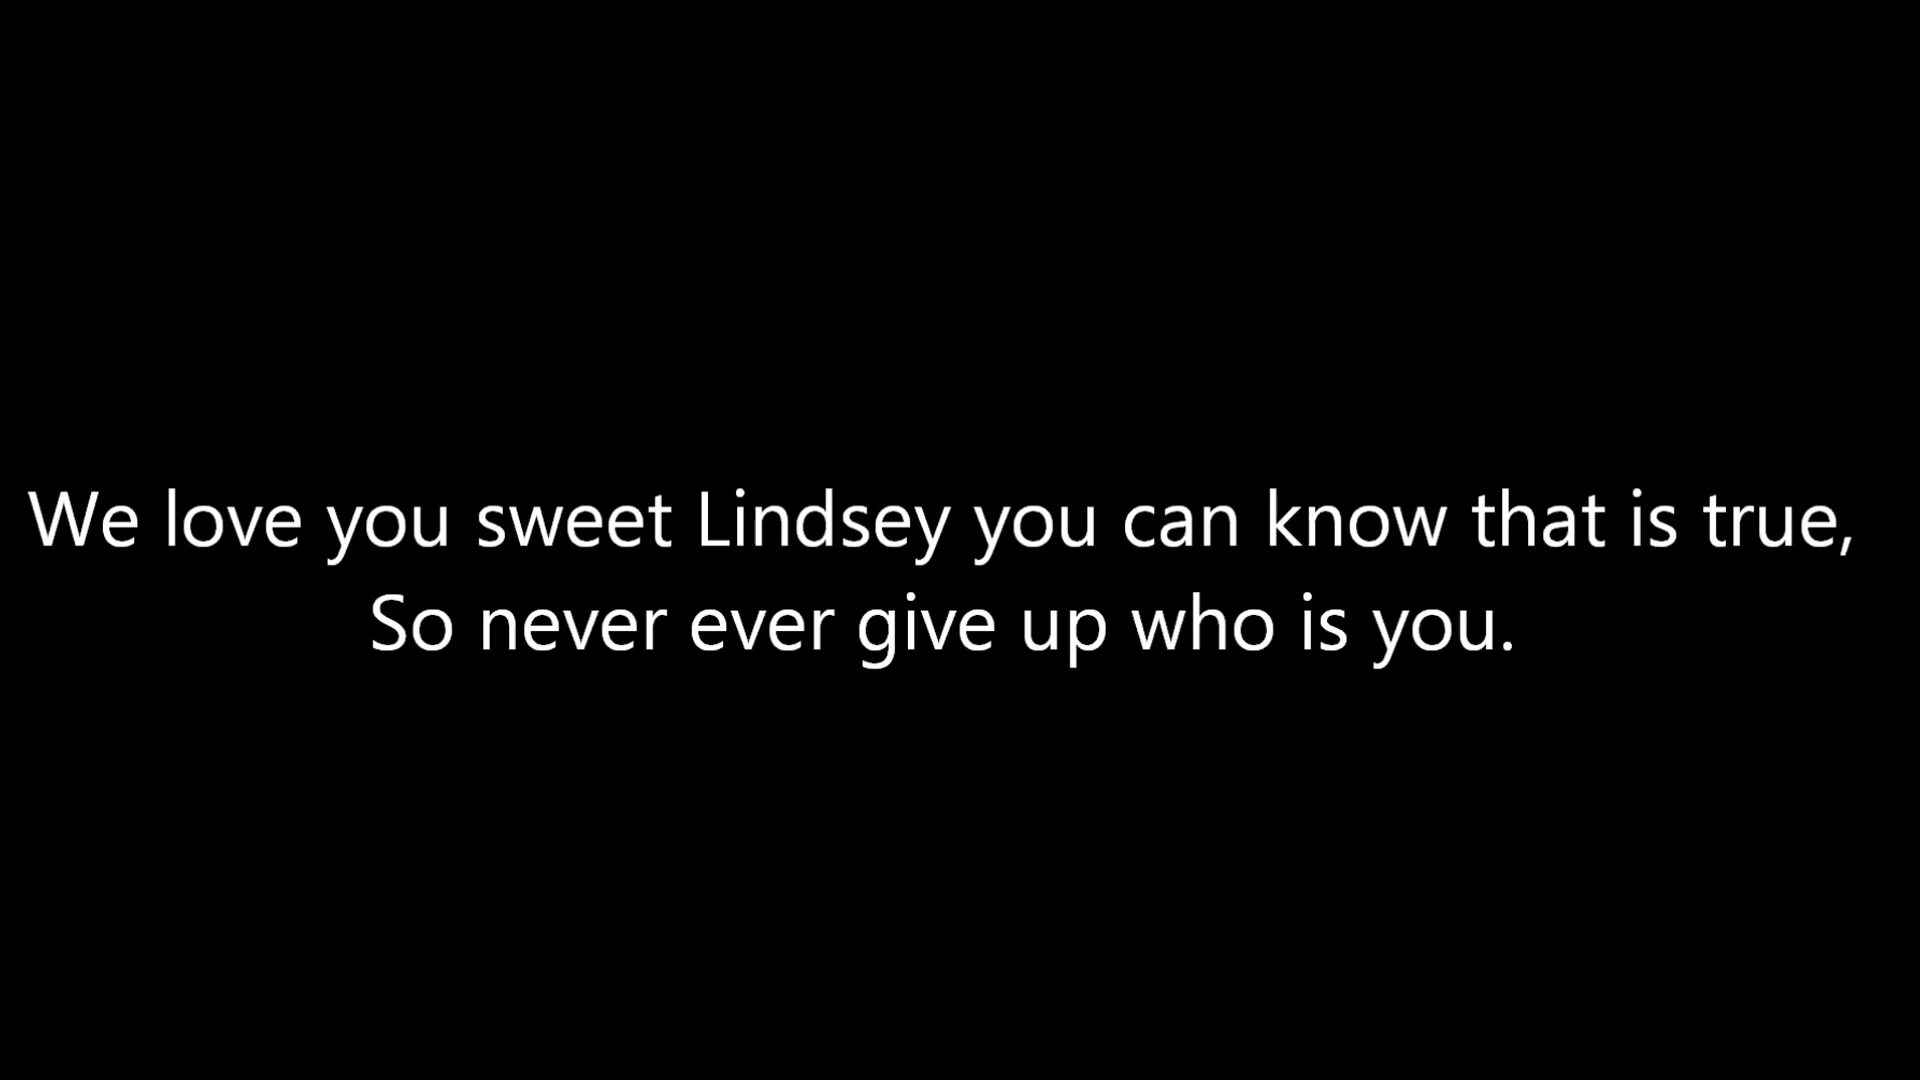 We love you sweet Lindsey you can know that is true,
So never ever give up who is you.